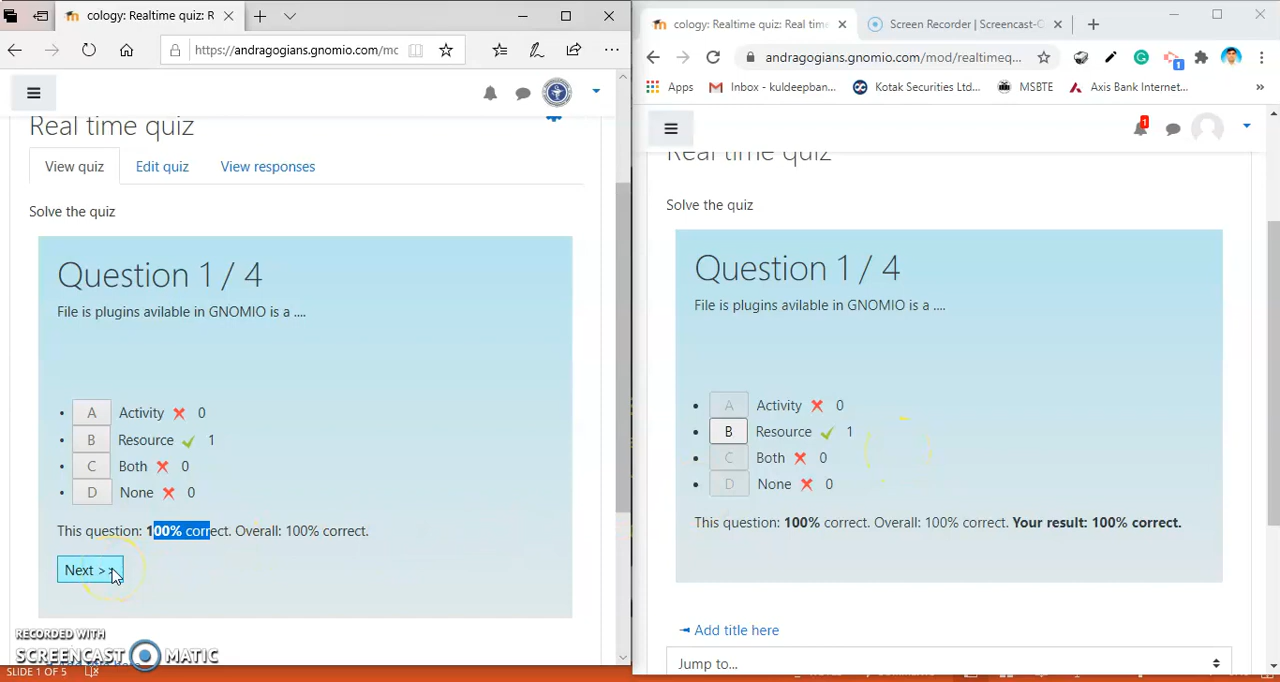 cology: Realtime quiz: R
https://andragogians.gnomio.com/mc
Real time quiz
View quiz
Edit quiz
View responses
Solve the quiz
Question 1 / 4
File is plugins avilable in GNOMIO is a ....
A Activity 0
B Resource 1
C Both 0
D None 0
This question: 100% correct. Overall: 100% correct.
Next >>
RECORDED WITH
SCREENCAST MATIC
SLIDE 1 OF 5
cology: Realtime quiz: Real time
Screen Recorder | Screencast-C
andragogians.gnomio.com/mod/realtimeq...
1
Apps
Inbox - kuldeepban...
Kotak Securities Ltd...
MSBTE
Axis Bank Internet...
»
1
Real time quiz
Solve the quiz
Question 1 / 4
File is plugins avilable in GNOMIO is a ....
A Activity 0
B Resource 1
C Both 0
D None 0
This question: 100% correct. Overall: 100% correct. Your result: 100% correct.
Add title here
Jump to...